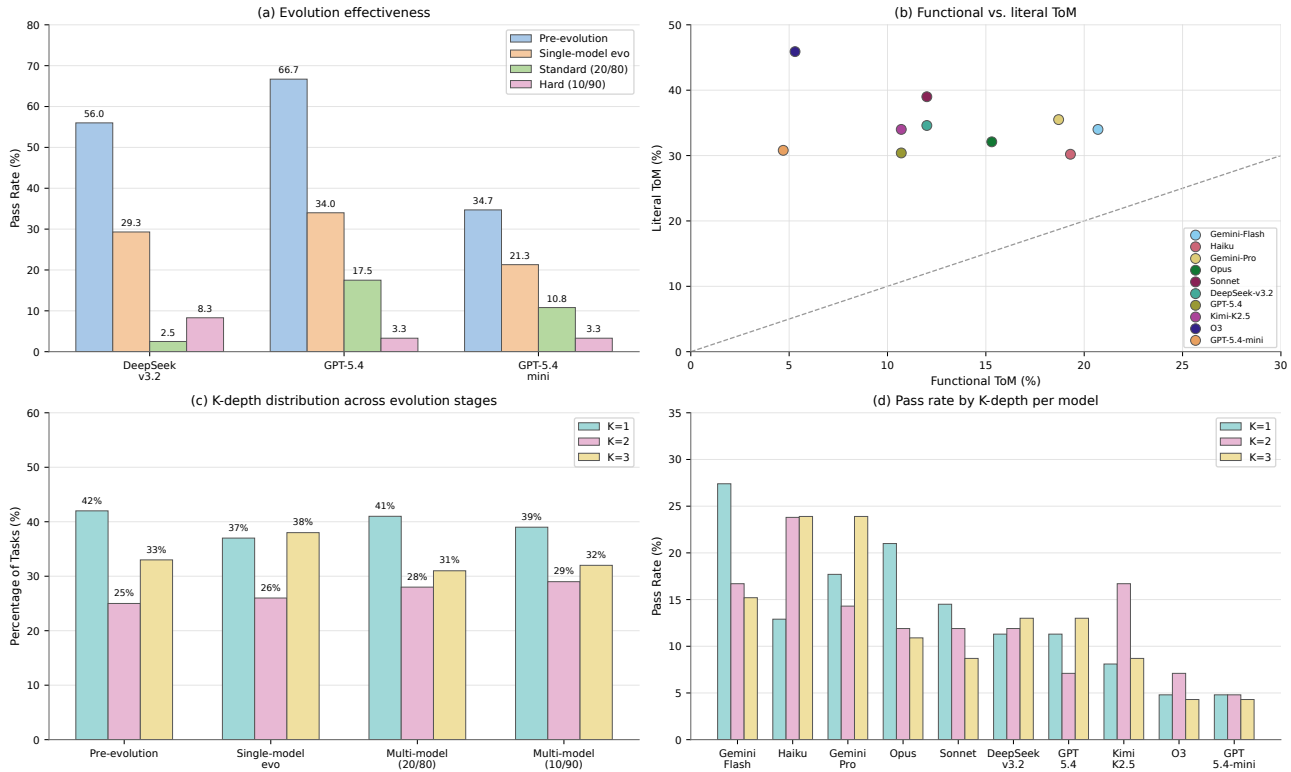 (a) Evolution effectiveness
Pass Rate (%)
80
70
60
50
40
30
20
10
0
56.0
29.3
2.5
8.3
66.7
34.0
17.5
3.3
34.7
21.3
10.8
3.3
DeepSeek
v3.2
GPT-5.4
GPT-5.4
mini
Pre-evolution
Single-model evo
Standard (20/80)
Hard (10/90)
(b) Functional vs. literal ToM
Literal ToM (%)
50
40
30
20
10
0
0
5
10
15
20
25
30
Functional ToM (%)
Gemini-Flash
Haiku
Gemini-Pro
Opus
Sonnet
DeepSeek-v3.2
GPT-5.4
Kimi-K2.5
O3
GPT-5.4-mini
(c) K-depth distribution across evolution stages
Percentage of Tasks (%)
60
50
40
30
20
10
0
42%
25%
33%
37%
26%
38%
41%
28%
31%
39%
29%
32%
Pre-evolution
Single-model
evo
Multi-model
(20/80)
Multi-model
(10/90)
K=1
K=2
K=3
(d) Pass rate by K-depth per model
Pass Rate (%)
35
30
25
20
15
10
5
0
Gemini
Flash
Haiku
Gemini
Pro
Opus
Sonnet
DeepSeek
v3.2
GPT
5.4
Kimi
K2.5
O3
GPT
5.4-mini
K=1
K=2
K=3